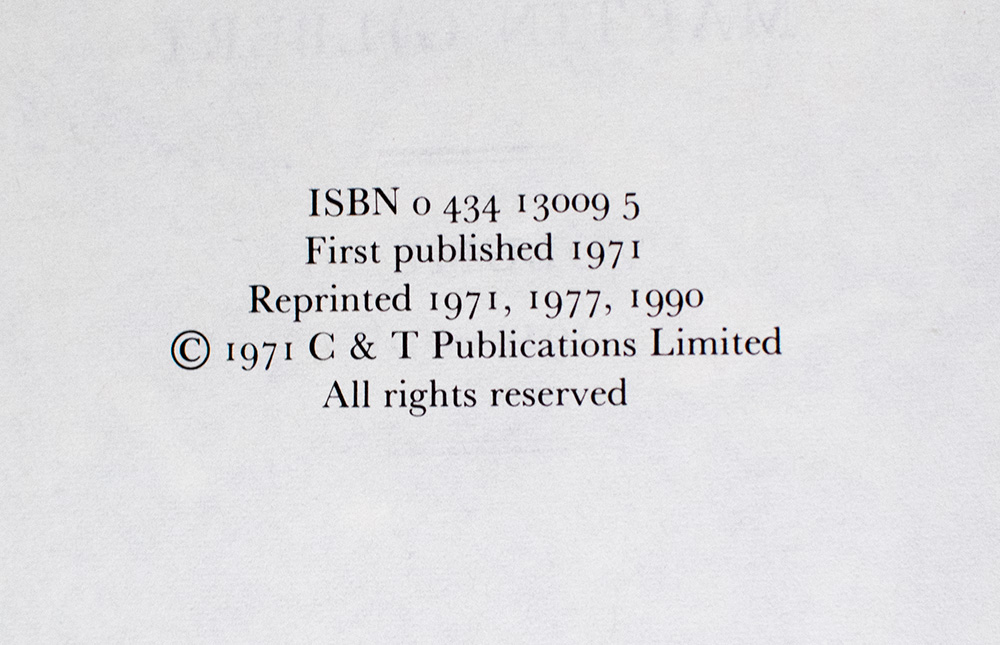 ISBN 0 434 13009 5
First published 1971
Reprinted 1971, 1977, 1990
© 1971 C & T Publications Limited
All rights reserved